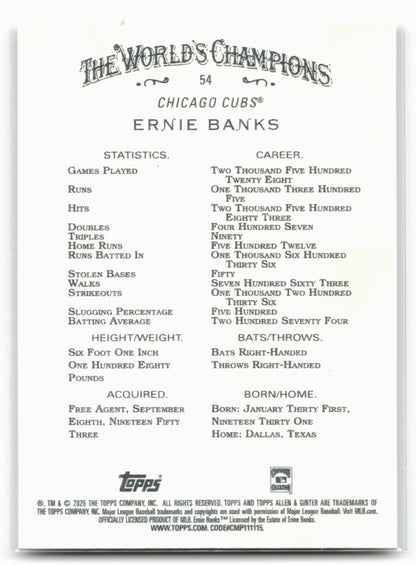 THE WORLD'S CHAMPIONS
54
CHICAGO CUBS®
ERNIE BANKS
STATISTICS. CAREER.
GAMES PLAYED TWO THOUSAND FIVE HUNDRED
TWENTY EIGHT
RUNS ONE THOUSAND THREE HUNDRED
FIVE
HITS TWO THOUSAND FIVE HUNDRED
EIGHTY THREE
DOUBLES FOUR HUNDRED SEVEN
TRIPLES NINETY
HOME RUNS FIVE HUNDRED TWELVE
RUNS BATTED IN ONE THOUSAND SIX HUNDRED
THIRTY SIX
STOLEN BASES FIFTY
WALKS SEVEN HUNDRED SIXTY THREE
STRIKEOUTS ONE THOUSAND TWO HUNDRED
THIRTY SIX
SLUGGING PERCENTAGE FIVE HUNDRED
BATTING AVERAGE TWO HUNDRED SEVENTY FOUR
HEIGHT/WEIGHT. BATS/THROWS.
SIX FOOT ONE INCH BATS RIGHT-HANDED
ONE HUNDRED EIGHTY THROWS RIGHT-HANDED
POUNDS
ACQUIRED. BORN/HOME.
FREE AGENT, SEPTEMBER BORN: JANUARY THIRTY FIRST,
EIGHTH, NINETEEN FIFTY NINETEEN THIRTY ONE
THREE HOME: DALLAS, TEXAS
Topps
®, TM & © 2025 THE TOPPS COMPANY, INC. ALL RIGHTS RESERVED. TOPPS AND TOPPS ALLEN & GINTER ARE TRADEMARKS OF
THE TOPPS COMPANY, INC. Major League Baseball trademarks and copyrights are used with permission of Major League Baseball. Visit MLB.com.
OFFICIALLY LICENSED PRODUCT OF MLB. Ernie Banks™ Licensed by the Estate of Ernie Banks.
WWW.TOPPS.COM. CODE#CMP111115.